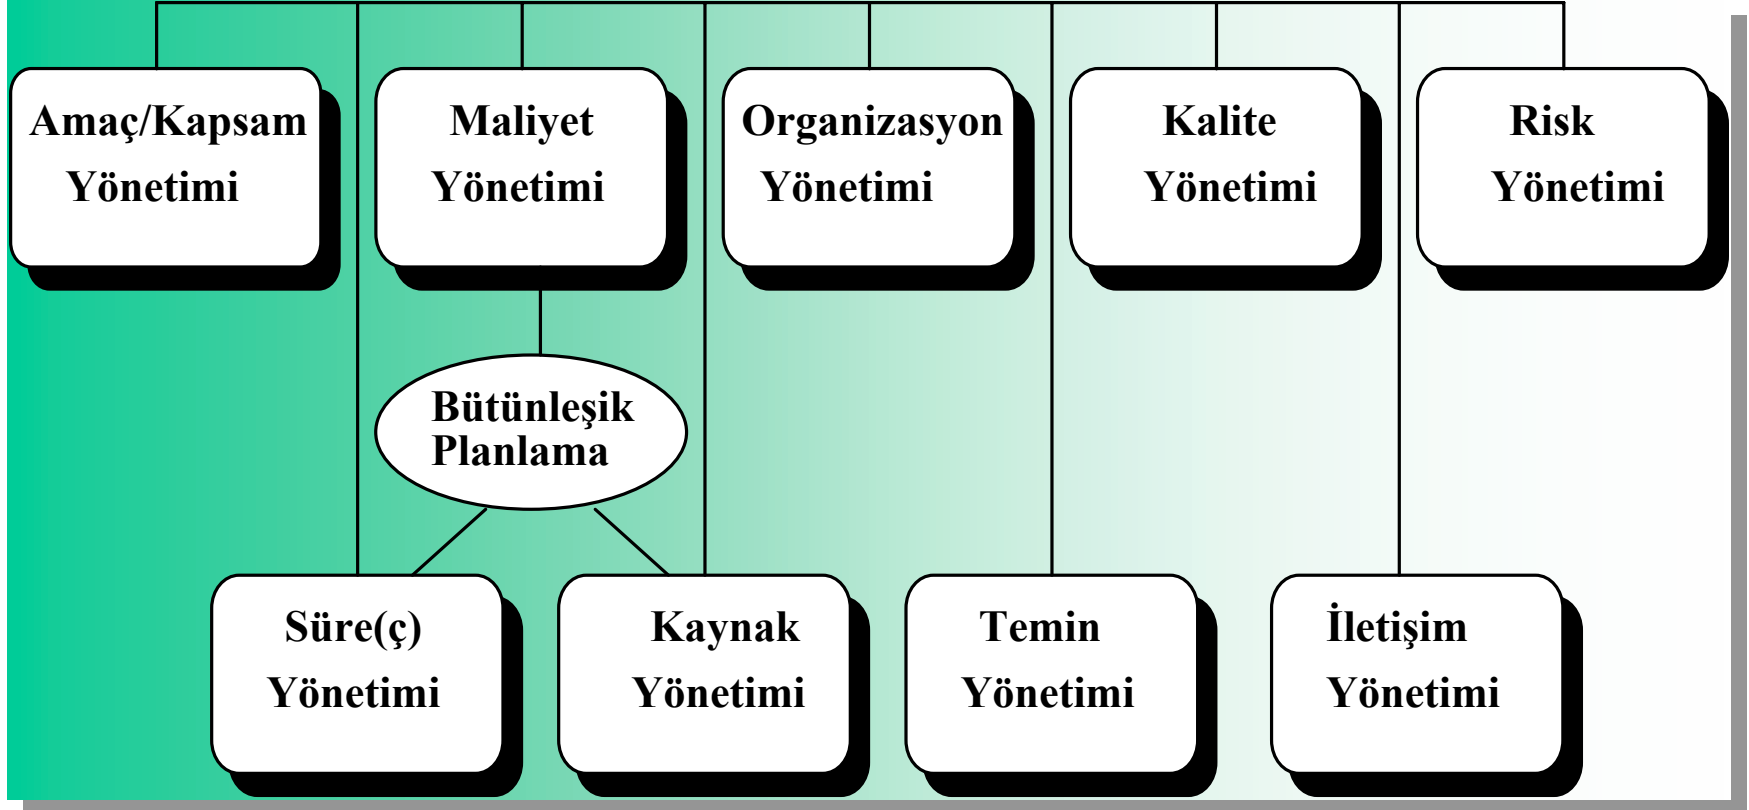 Amaç/Kapsam
Yönetimi
Maliyet
Yönetimi
Organizasyon
Yönetimi
Kalite
Yönetimi
Risk
Yönetimi
Bütünleşik
Planlama
Süre(ç)
Yönetimi
Kaynak
Yönetimi
Temin
Yönetimi
İletişim
Yönetimi